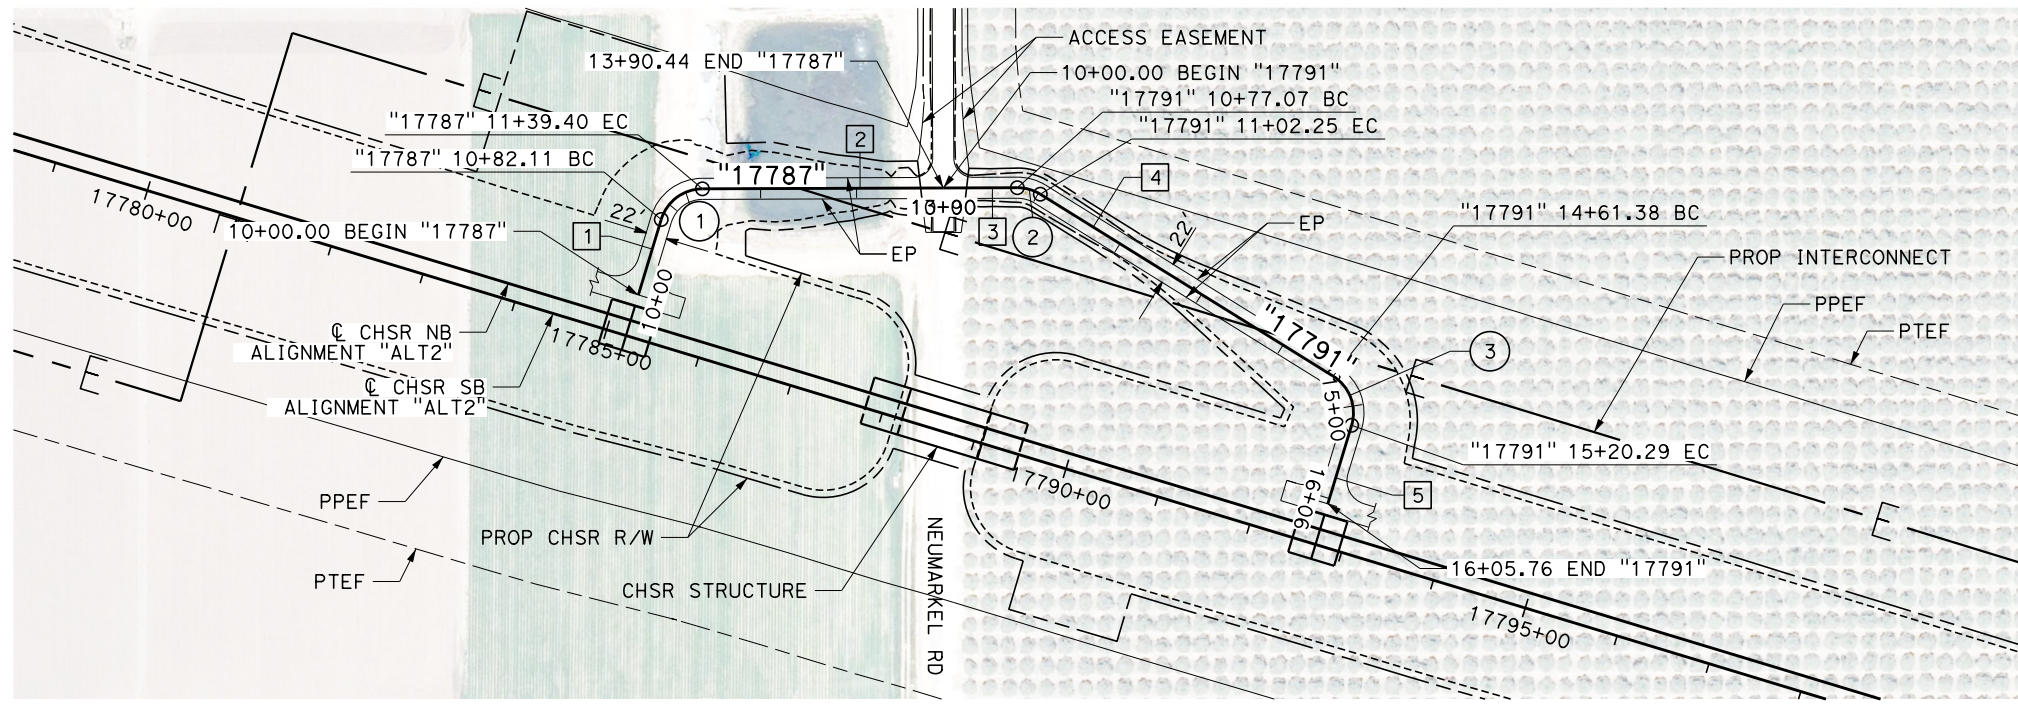 ACCESS EASEMENT
13+90.44 END "17787"
10+00.00 BEGIN "17791"
"17791" 10+77.07 BC
"17787" 11+39.40 EC
"17791" 11+02.25 EC
2
"17787" 10+82.11 BC
"17787"
4
17780+00
22'
1
13+90
"17791" 14+61.38 BC
10+00.00 BEGIN "17787"
1
3
2
22'
EP
EP
PROP INTERCONNECT
10+00
PPEF
℄ CHSR NB
ALIGNMENT "ALT2"
17785+00
"17791"
PTEF
3
℄ CHSR SB
ALIGNMENT "ALT2"
15+00
"17791" 15+20.29 EC
PPEF
17790+00
16+06
5
PROP CHSR R/W
NEUMARKEL RD
PTEF
CHSR STRUCTURE
16+05.76 END "17791"
17795+00